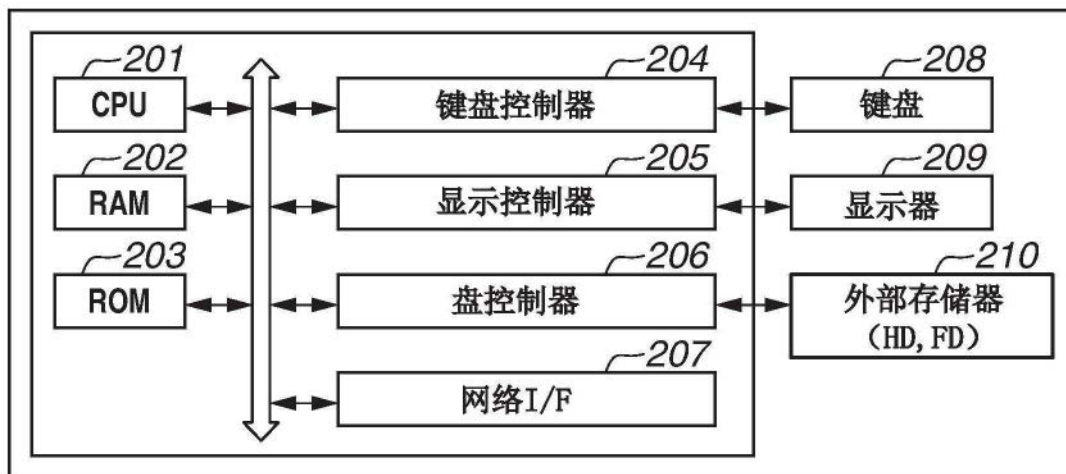 201
CPU
202
RAM
203
ROM
204
键盘控制器
205
显示控制器
206
盘控制器
207
网络I/F
208
键盘
209
显示器
210
外部存储器
(HD,FD)